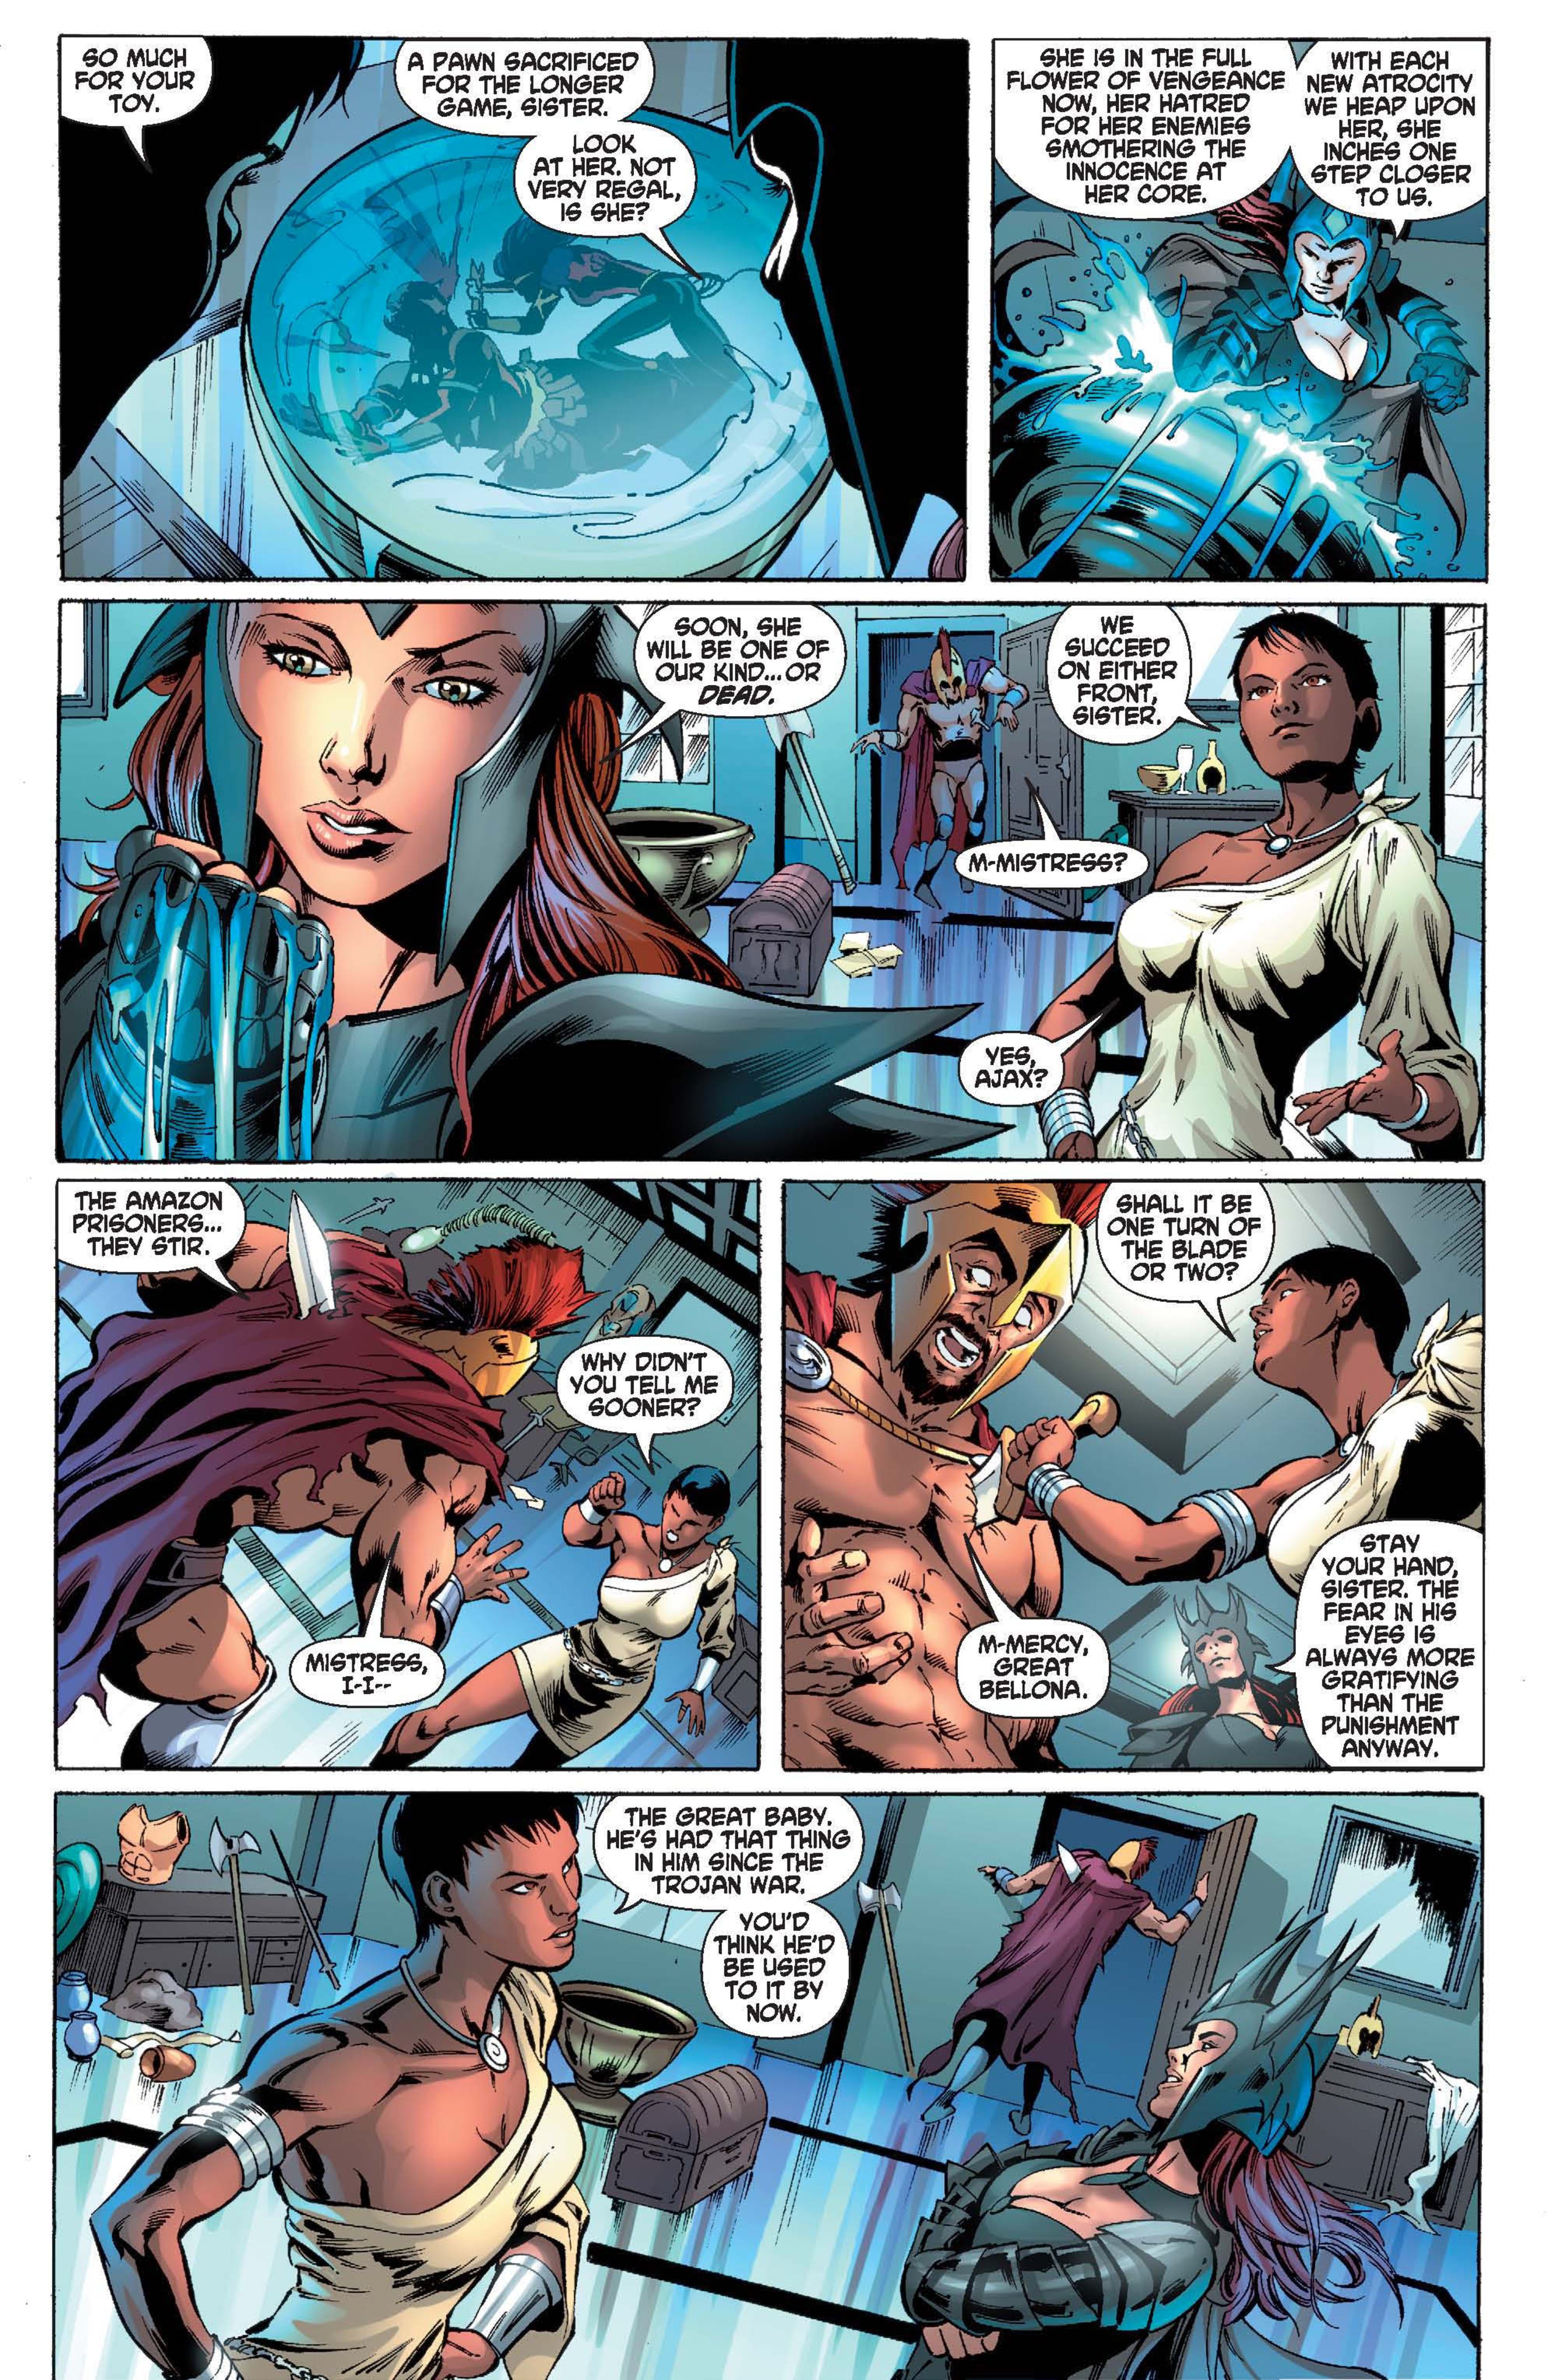 SO MUCH
FOR YOUR
TOY.
A PAWN SACRIFICED
FOR THE LONGER
GAME, SISTER.
LOOK
AT HER. NOT
VERY REGAL,
IS SHE?
SHE IS IN THE FULL
FLOWER OF VENGEANCE
NOW, HER HATRED
FOR HER ENEMIES
SMOTHERING THE
INNOCENCE AT
HER CORE.
WITH EACH
NEW ATROCITY
WE HEAP UPON
HER, SHE
INCHES ONE
STEP CLOSER
TO US.
SOON, SHE
WILL BE ONE OF
OUR KIND...OR
DEAD.
WE
SUCCEED
ON EITHER
FRONT,
SISTER.
M-MISTRESS?
YES,
AJAX?
THE AMAZON
PRISONERS...
THEY STIR.
WHY DIDN'T
YOU TELL ME
SOONER?
MISTRESS,
I-I--
SHALL IT BE
ONE TURN OF
THE BLADE
OR TWO?
M-MERCY,
GREAT
BELLONA.
STAY
YOUR HAND,
SISTER. THE
FEAR IN HIS
EYES IS
ALWAYS MORE
GRATIFYING
THAN THE
PUNISHMENT
ANYWAY.
THE GREAT BABY.
HE'S HAD THAT THING
IN HIM SINCE THE
TROJAN WAR.
YOU'D
THINK HE'D
BE USED
TO IT BY
NOW.